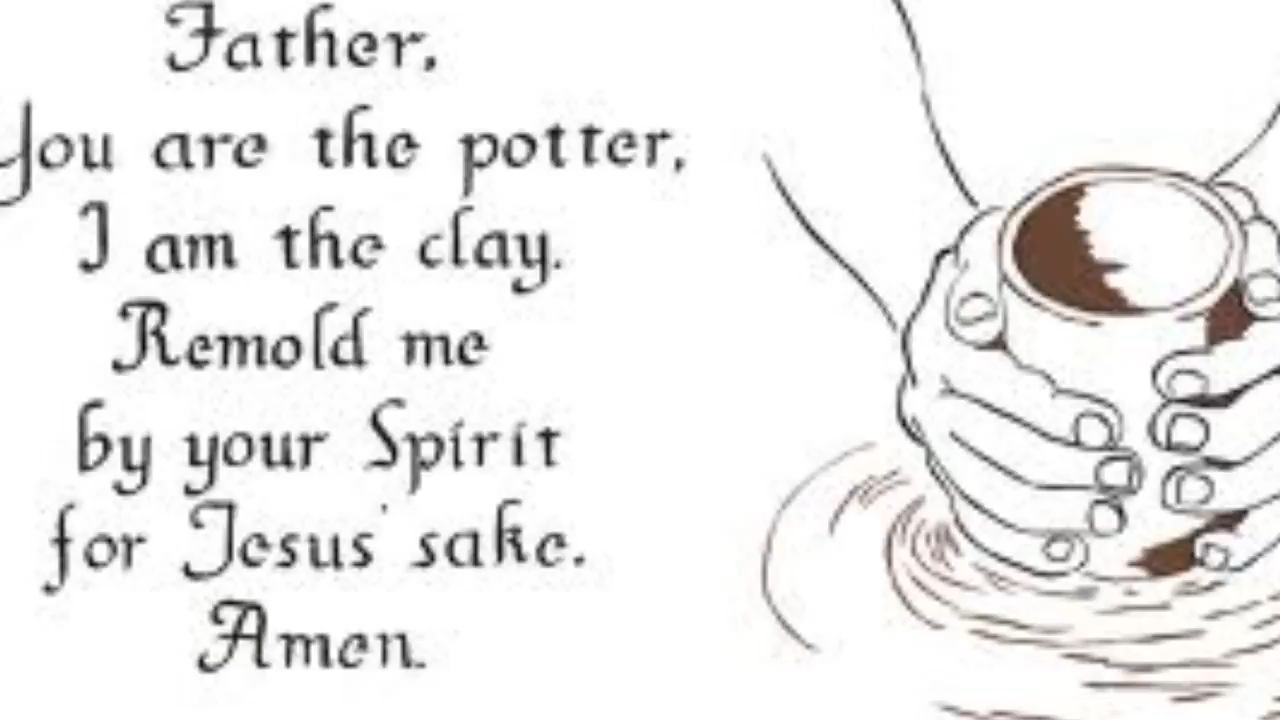 Father,
You are the potter,
I am the clay.
Remold me
by your Spirit
for Jesus' sake.
Amen.